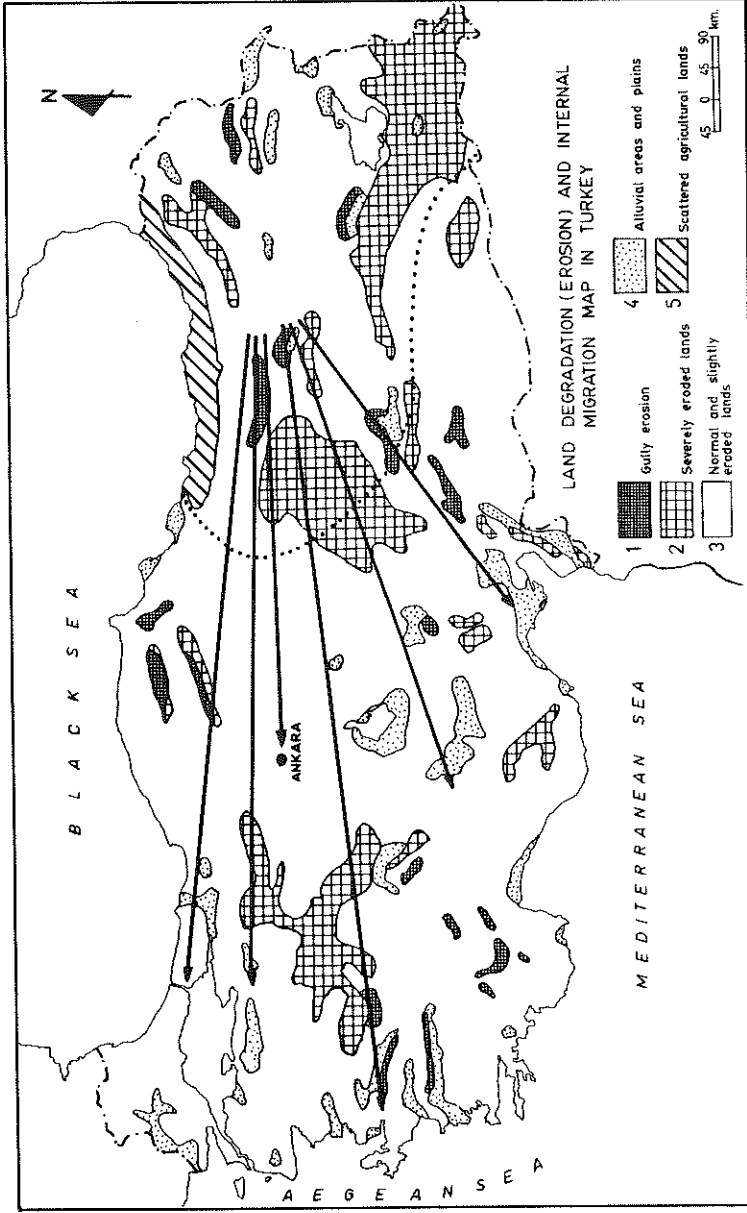 N
BLACK SEA
ANKARA
AEGEAN SEA
MEDITERRANEAN SEA
LAND DEGRADATION (EROSION) AND INTERNAL
MIGRATION MAP IN TURKEY
1 Gully erosion
2 Severely eroded lands
3 Normal and slightly
eroded lands
4 Alluvial areas and plains
5 Scattered agricultural lands
45 0 45 90 km.